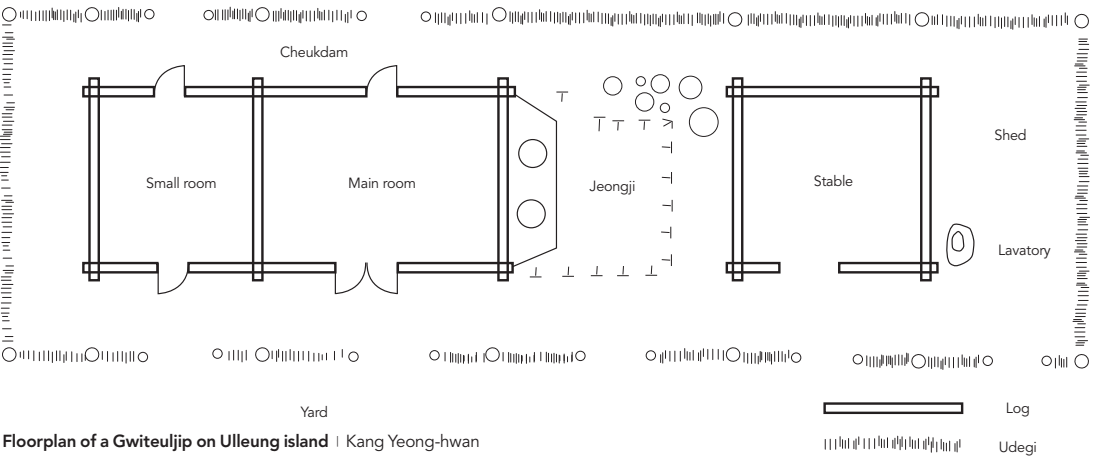 Cheukdam
Small room
Main room
Jeongji
Stable
Shed
Lavatory
Yard
Log
Udegi
Floorplan of a Gwiteuljip on Ulleung island | Kang Yeong-hwan